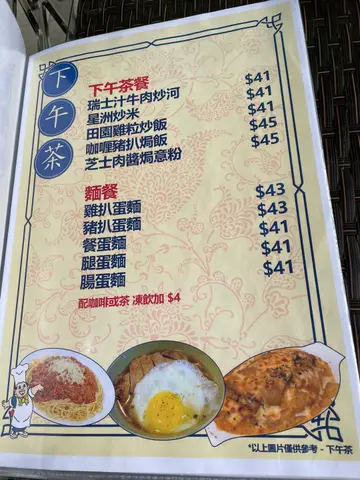 下午茶
下午茶餐
瑞士汁牛肉炒河 $41
星洲炒米 $41
田園雞粒炒飯 $41
咖喱豬扒焗飯 $45
芝士肉醬焗意粉 $45
麵餐
雞扒蛋麵 $43
豬扒蛋麵 $43
餐蛋麵 $41
腿蛋麵 $41
腸蛋麵 $41
配咖啡或茶 凍飲加 $4
*以上圖片僅供參考 - 下午茶